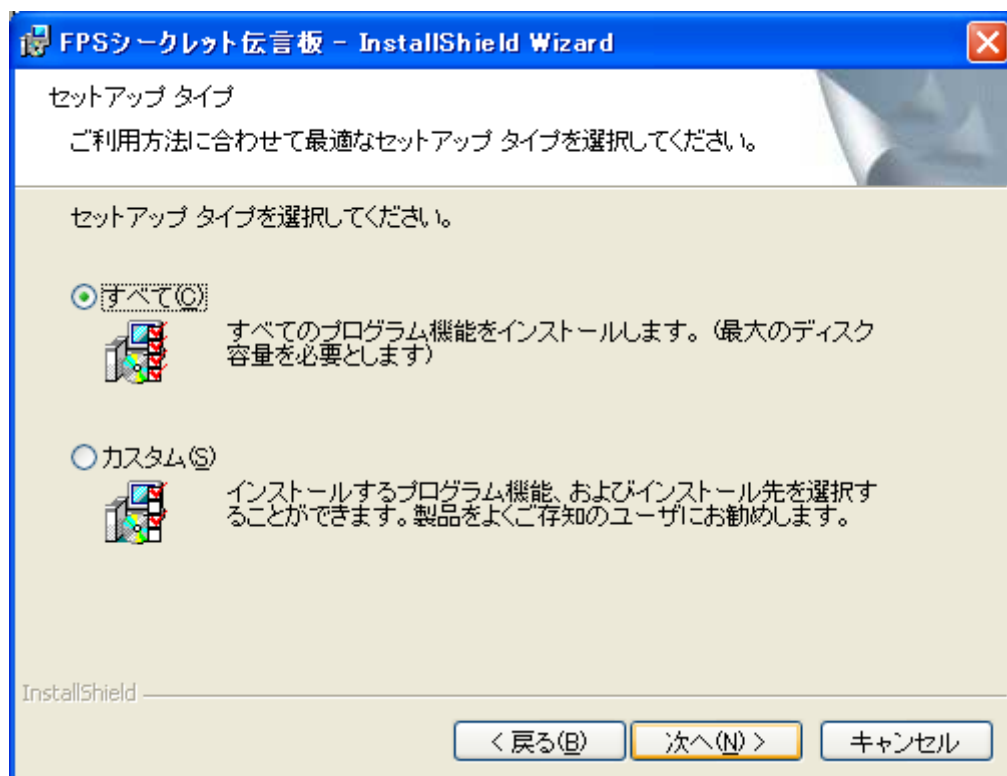 FPSシークレット伝言板 - InstallShield Wizard
セットアップ タイプ
ご利用方法に合わせて最適なセットアップ タイプを選択してください。
セットアップ タイプを選択してください。
すべて(C)
すべてのプログラム機能をインストールします。（最大のディスク
容量を必要とします）
カスタム(S)
インストールするプログラム機能、およびインストール先を選択す
ることができます。製品をよくご存知のユーザにお勧めします。
InstallShield
< 戻る(B) 次へ(N) > キャンセル